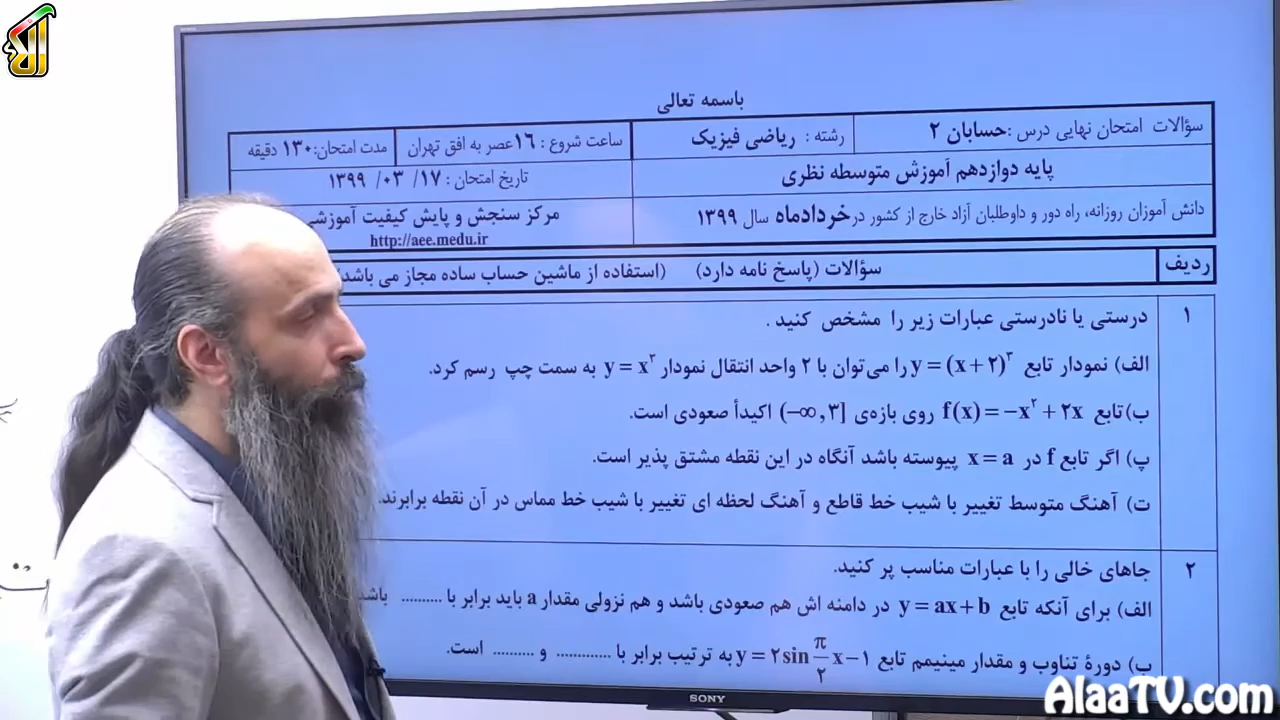 باسمه تعالی
سؤالات امتحان نهایی درس :حسابان ۲
رشته : ریاضی فیزیک
ساعت شروع : ۱۶عصر به افق تهران
مدت امتحان:۱۳۰ دقیقه
پایه دوازدهم آموزش متوسطه نظری
تاریخ امتحان : ۱۷/ ۰۳/ ۱۳۹۹
دانش آموزان روزانه، راه دور و داوطلبان آزاد خارج از کشور در خردادماه سال ۱۳۹۹
مرکز سنجش و پایش کیفیت آموزشی
http://aee.medu.ir
ردیف
سؤالات (پاسخ نامه دارد) (استفاده از ماشین حساب ساده مجاز می باشد)
۱
درستی یا نادرستی عبارات زیر را مشخص کنید .
الف) نمودار تابع y = (x + ۲)^۳ را می‌توان با ۲ واحد انتقال نمودار y = x^۳ به سمت چپ رسم کرد.
ب) تابع f(x) = −x^۲ + ۲x روی بازه‌ی (−∞,۳] اکیداً صعودی است.
پ) اگر تابع f در x = a پیوسته باشد آنگاه در این نقطه مشتق پذیر است.
ت) آهنگ متوسط تغییر با شیب خط قاطع و آهنگ لحظه ای تغییر با شیب خط مماس در آن نقطه برابرند.
۲
جاهای خالی را با عبارات مناسب پر کنید.
الف) برای آنکه تابع y = ax + b در دامنه اش هم صعودی باشد و هم نزولی مقدار a باید برابر با .......... باشد
ب) دورۀ تناوب و مقدار مینیمم تابع y = ۲sin π/۲ x − ۱ به ترتیب برابر با ............. و .......... است.
SONY
AlaaTV.com